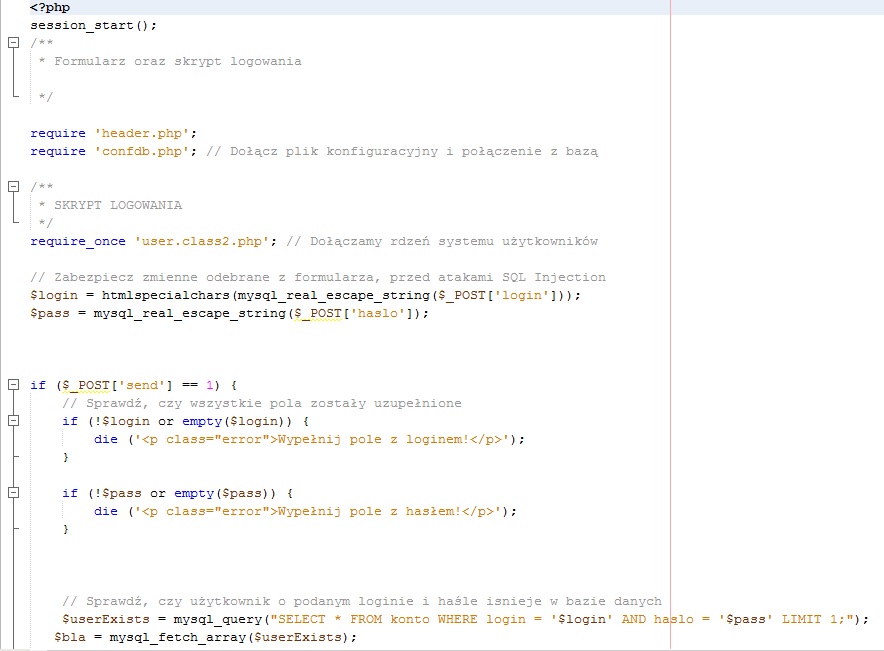 <?php
session_start();
/**
 * Formularz oraz skrypt logowania
 */
require 'header.php';
require 'confdb.php'; // Dołącz plik konfiguracyjny i połączenie z bazą
/**
 * SKRYPT LOGOWANIA
 */
require_once 'user.class2.php'; // Dołączamy rdzeń systemu użytkowników
// Zabezpiecz zmienne odebrane z formularza, przed atakami SQL Injection
$login = htmlspecialchars(mysql_real_escape_string($_POST['login']));
$pass = mysql_real_escape_string($_POST['haslo']);
if ($_POST['send'] == 1) {
    // Sprawdź, czy wszystkie pola zostały uzupełnione
    if (!$login or empty($login)) {
        die ('<p class="error">Wypełnij pole z loginem!</p>');
    }
    if (!$pass or empty($pass)) {
        die ('<p class="error">Wypełnij pole z hasłem!</p>');
    }
    // Sprawdź, czy użytkownik o podanym loginie i haśle isnieje w bazie danych
    $userExists = mysql_query("SELECT * FROM konto WHERE login = '$login' AND haslo = '$pass' LIMIT 1;");
   $bla = mysql_fetch_array($userExists);